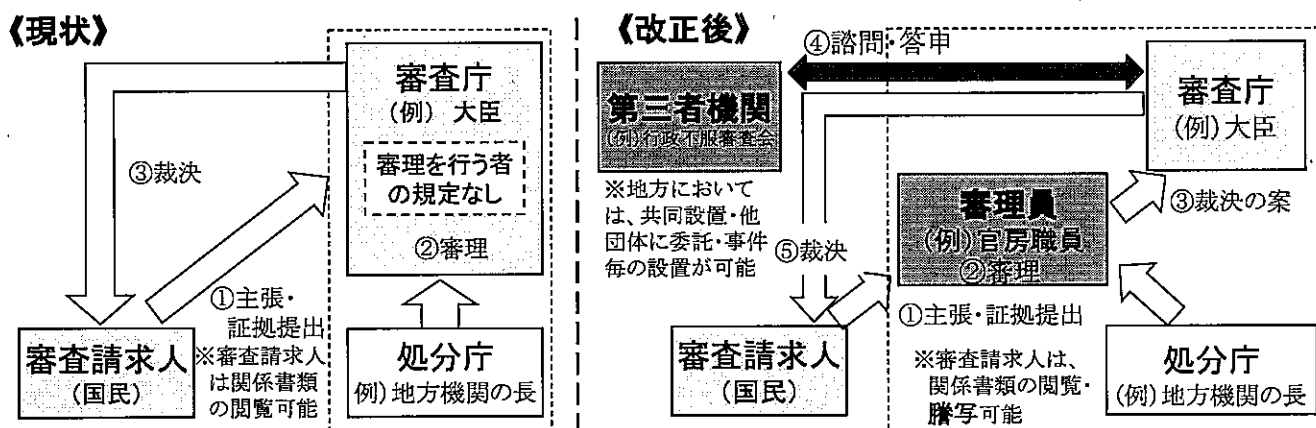 《現状》
審査庁
(例) 大臣
審理を行う者
の規定なし
②審理
③裁決
①主張・
証拠提出
※審査請求人
は関係書類
の閲覧可能
審査請求人
(国民)
処分庁
(例)地方機関の長
《改正後》
④諮問・答申
第三者機関
(例)行政不服審査会
※地方において
は、共同設置・他
団体に委託・事件
毎の設置が可能
審査庁
(例)大臣
審理員
(例)官房職員
②審理
③裁決の案
⑤裁決
①主張・証拠提出
※審査請求人は、
関係書類の閲覧・
謄写可能
審査請求人
(国民)
処分庁
(例)地方機関の長